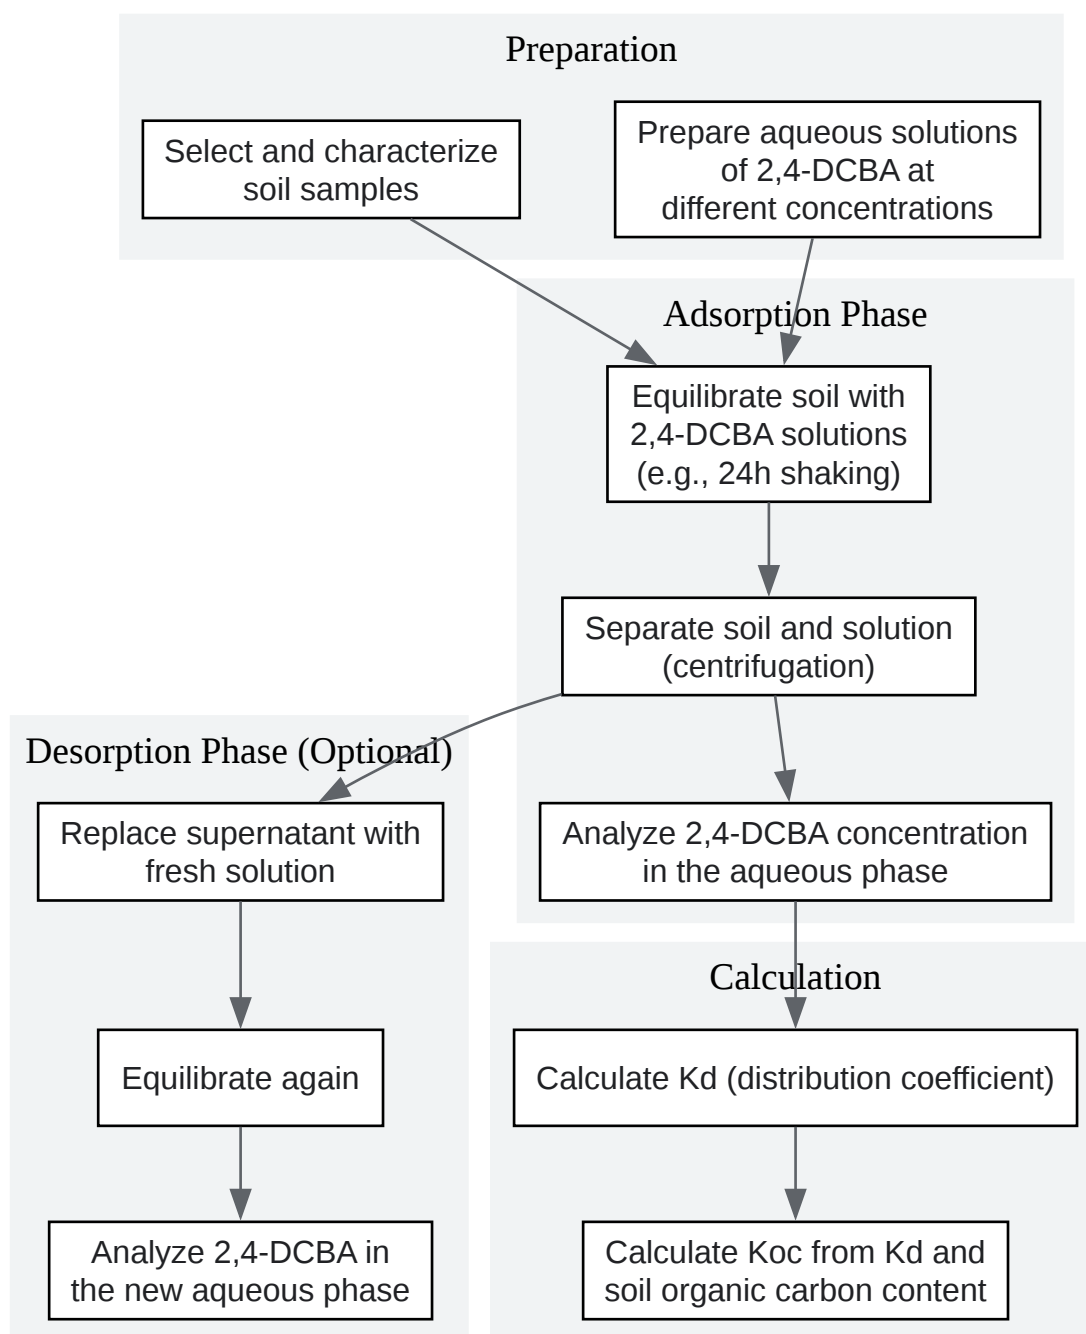 Preparation
Select and characterize
soil samples
Prepare aqueous solutions
of 2,4-DCBA at
different concentrations
Adsorption Phase
Equilibrate soil with
2,4-DCBA solutions
(e.g., 24h shaking)
Separate soil and solution
(centrifugation)
Desorption Phase (Optional)
Replace supernatant with
fresh solution
Equilibrate again
Analyze 2,4-DCBA in
the new aqueous phase
Analyze 2,4-DCBA concentration
in the aqueous phase
Calculation
Calculate Kd (distribution coefficient)
Calculate Koc from Kd and
soil organic carbon content